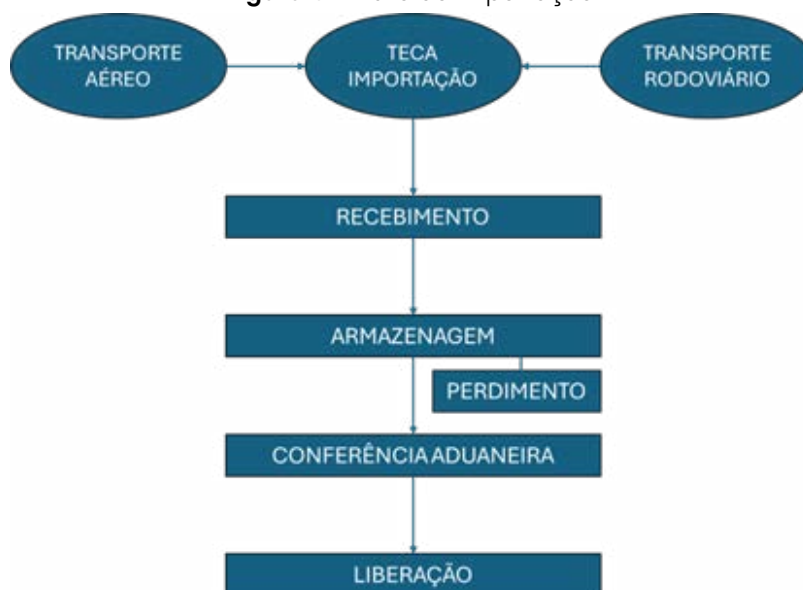 TRANSPORTE
AÉREO
TECA
IMPORTAÇÃO
TRANSPORTE
RODOVIÁRIO
RECEBIMENTO
ARMAZENAGEM
PERDIMENTO
CONFERÊNCIA ADUANEIRA
LIBERAÇÃO